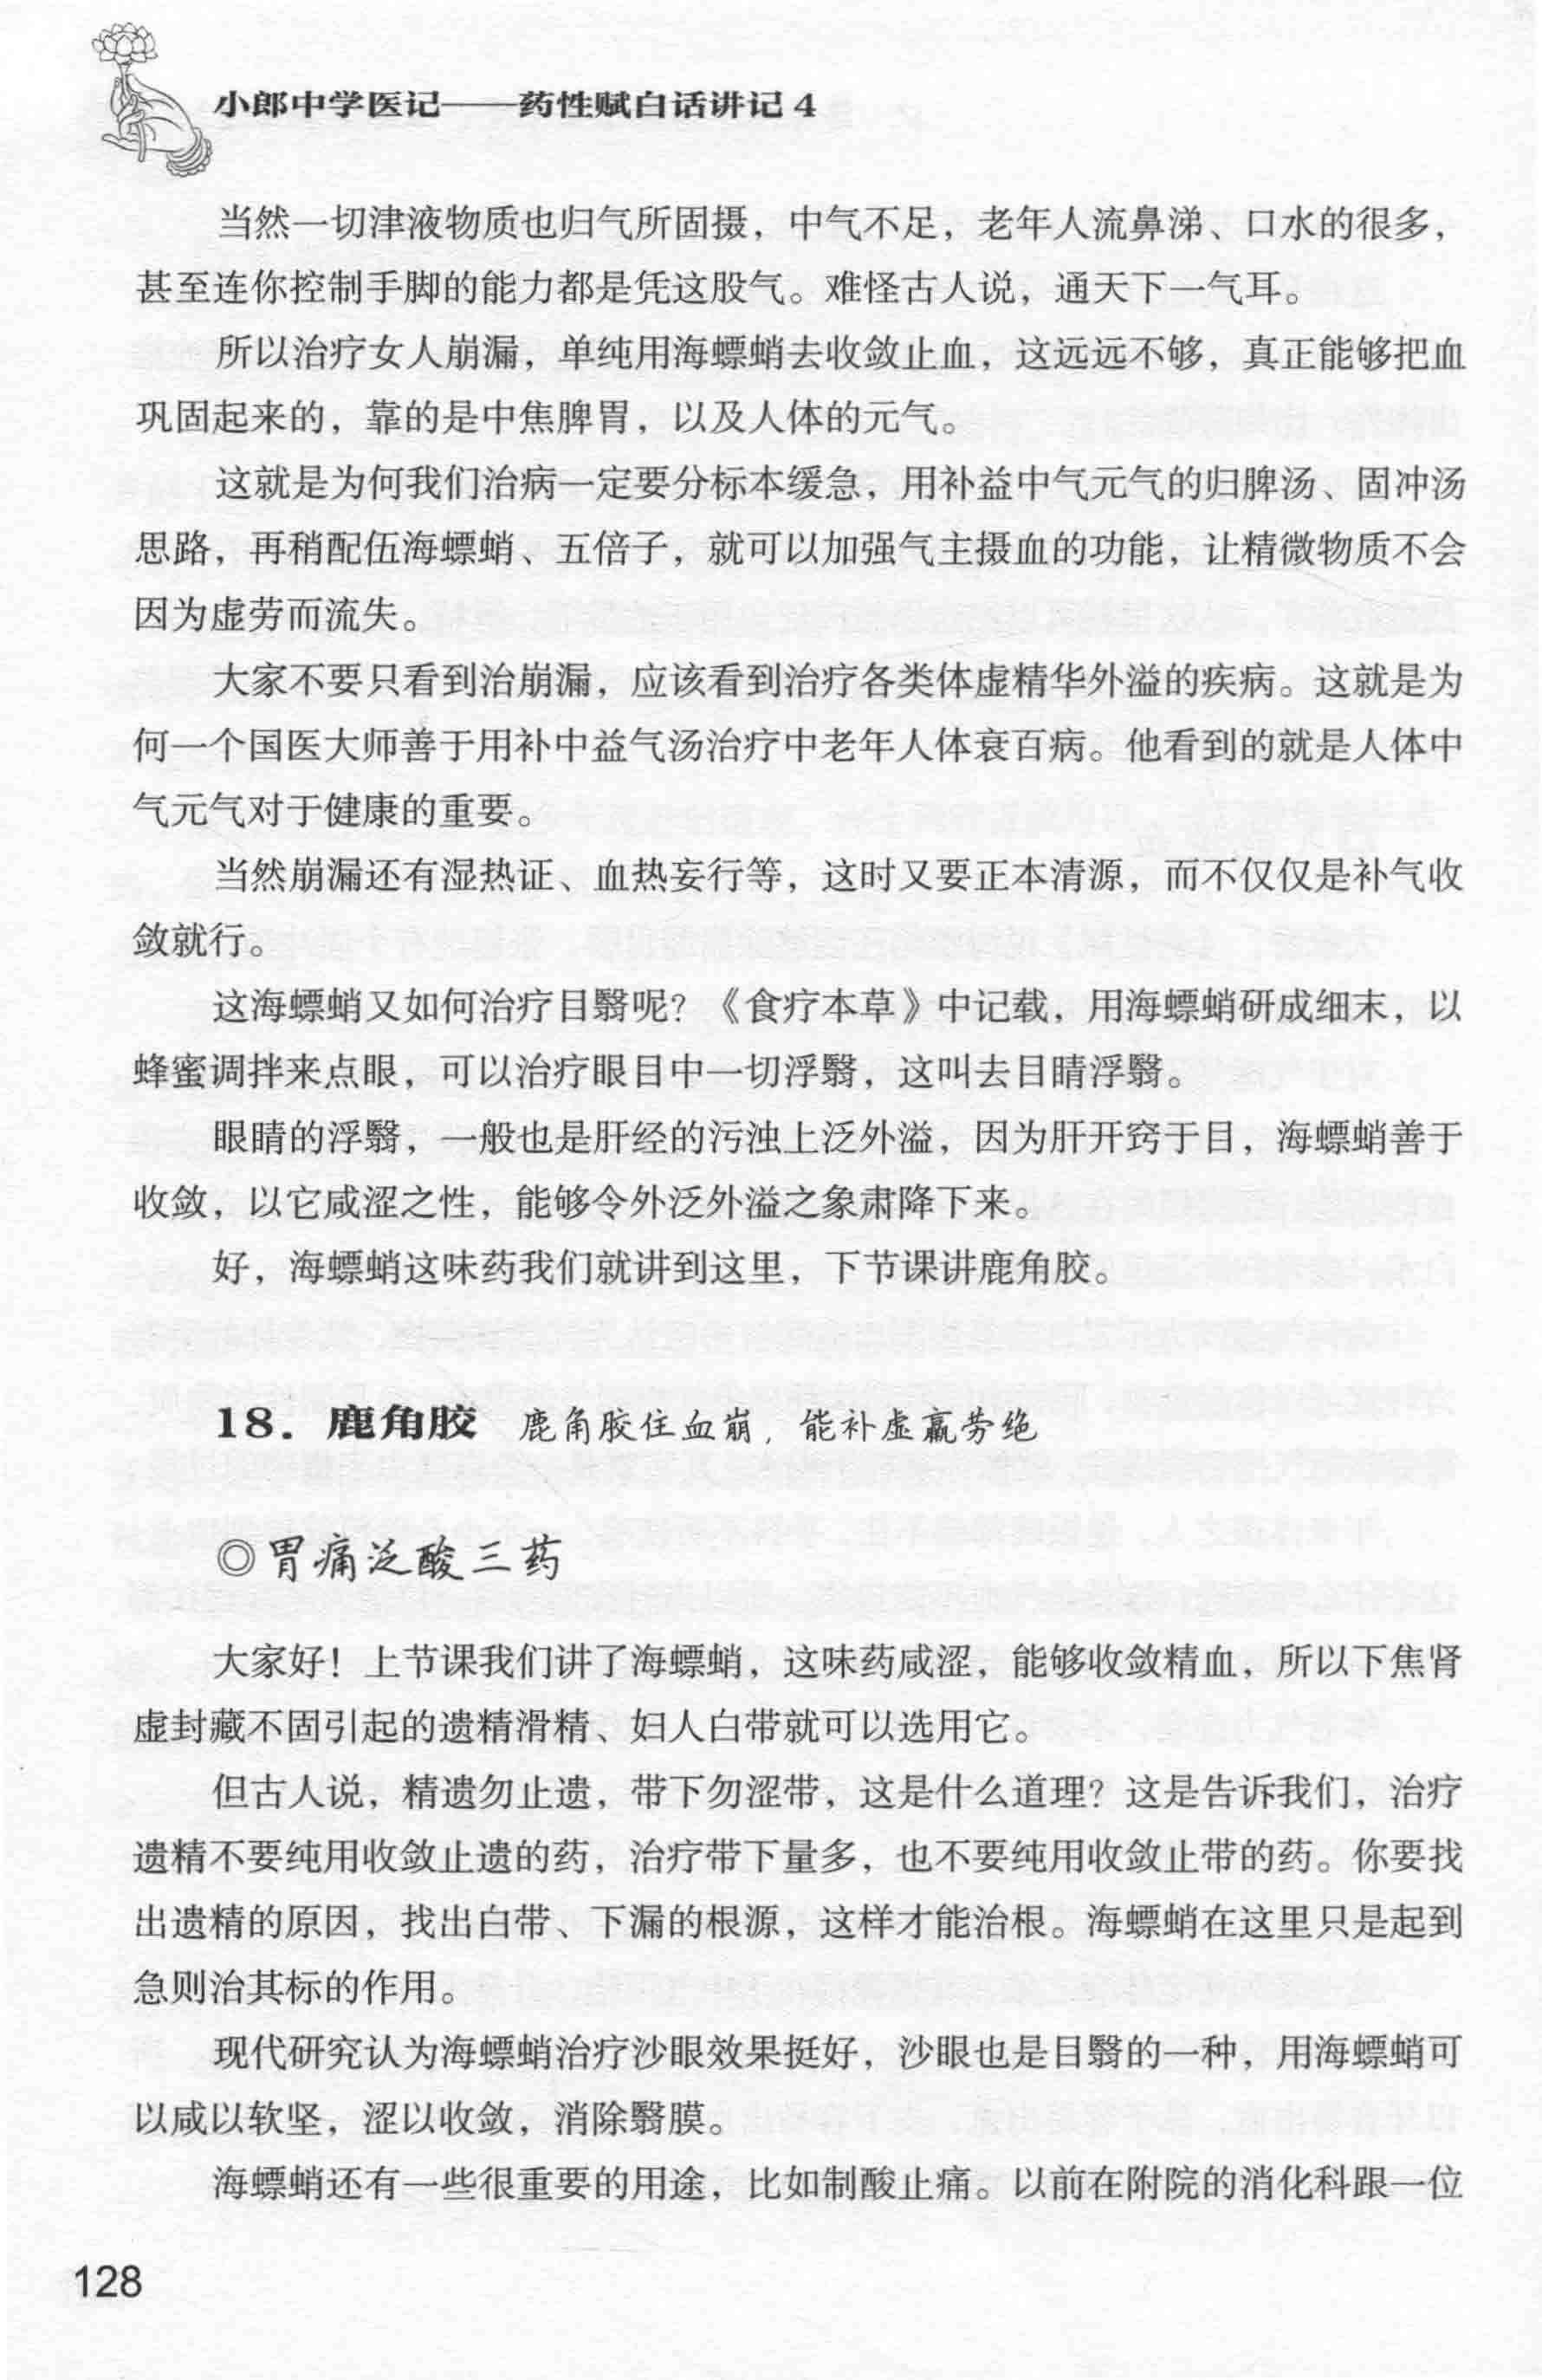 小郎中学医记——药性赋白话讲记 4
当然一切津液物质也归气所固摄，中气不足，老年人流鼻涕、口水的很多，
甚至连你控制手脚的能力都是凭这股气。难怪古人说，通天下一气耳。
所以治疗女人崩漏，单纯用海螵蛸去收敛止血，这远远不够，真正能够把血
巩固起来的，靠的是中焦脾胃，以及人体的元气。
这就是为何我们治病一定要分标本缓急，用补益中气元气的归脾汤、固冲汤
思路，再稍配伍海螵蛸、五倍子，就可以加强气主摄血的功能，让精微物质不会
因为虚劳而流失。
大家不要只看到治崩漏，应该看到治疗各类体虚精华外溢的疾病。这就是为
何一个国医大师善于用补中益气汤治疗中老年人体衰百病。他看到的就是人体中
气元气对于健康的重要。
当然崩漏还有湿热证、血热妄行等，这时又要正本清源，而不仅仅是补气收
敛就行。
这海螵蛸又如何治疗目翳呢？《食疗本草》中记载，用海螵蛸研成细末，以
蜂蜜调拌来点眼，可以治疗眼目中一切浮翳，这叫去目睛浮翳。
眼睛的浮翳，一般也是肝经的污浊上泛外溢，因为肝开窍于目，海螵蛸善于
收敛，以它咸涩之性，能够令外泛外溢之象肃降下来。
好，海螵蛸这味药我们就讲到这里，下节课讲鹿角胶。
18．鹿角胶 鹿角胶住血崩，能补虚羸劳绝
◎胃痛泛酸三药
大家好！上节课我们讲了海螵蛸，这味药咸涩，能够收敛精血，所以下焦肾
虚封藏不固引起的遗精滑精、妇人白带就可以选用它。
但古人说，精遗勿止遗，带下勿涩带，这是什么道理？这是告诉我们，治疗
遗精不要纯用收敛止遗的药，治疗带下量多，也不要纯用收敛止带的药。你要找
出遗精的原因，找出白带、下漏的根源，这样才能治根。海螵蛸在这里只是起到
急则治其标的作用。
现代研究认为海螵蛸治疗沙眼效果挺好，沙眼也是目翳的一种，用海螵蛸可
以咸以软坚，涩以收敛，消除翳膜。
海螵蛸还有一些很重要的用途，比如制酸止痛。以前在附院的消化科跟一位
128